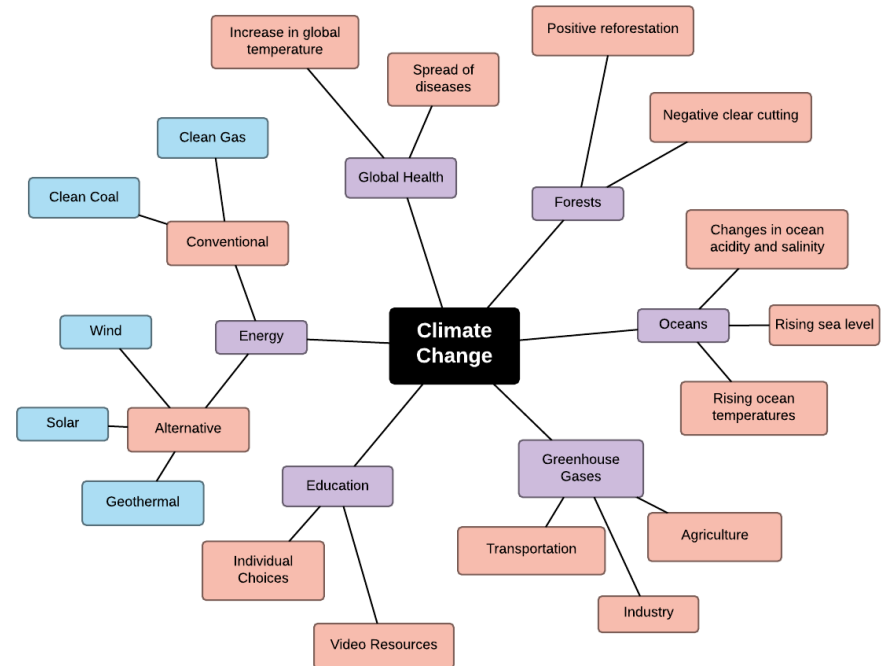 Increase in global
temperature
Positive reforestation
Spread of
diseases
Negative clear cutting
Clean Gas
Global Health
Clean Coal
Forests
Conventional
Changes in ocean
acidity and salinity
Wind
Energy
Climate
Change
Oceans
Rising sea level
Rising ocean
temperatures
Solar
Alternative
Greenhouse
Gases
Education
Geothermal
Agriculture
Transportation
Individual
Choices
Industry
Video Resources